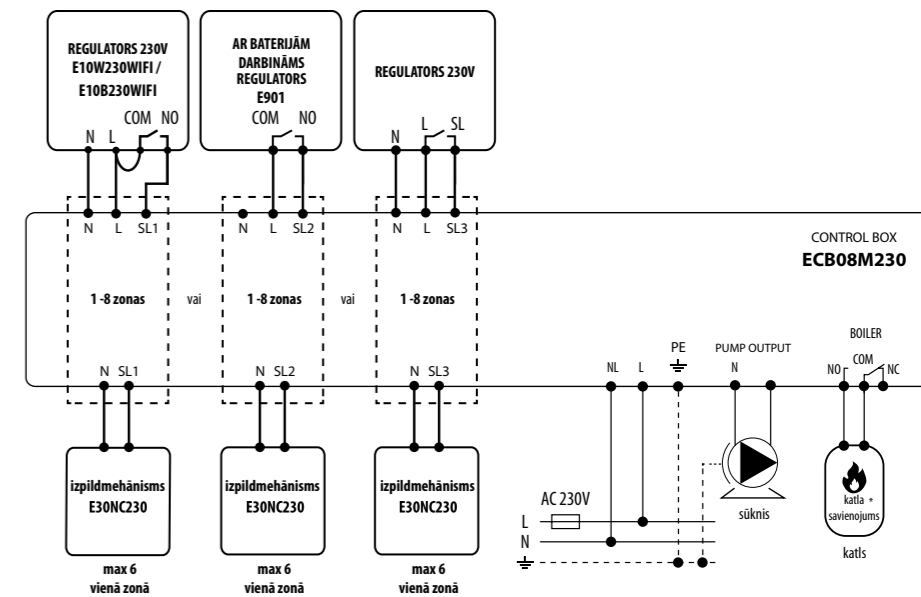 REGULATORS 230V
E10W230WIFI /
E10B230WIFI
N L COM NO
AR BATERIJĀM
DARBINĀMS
REGULATORS
E901
COM NO
REGULATORS 230V
N L SL
N L SL1
N L SL2
N L SL3
CONTROL BOX
ECB08M230
1 -8 zonas
vai
1 -8 zonas
vai
1 -8 zonas
N SL1
N SL2
N SL3
NL L PE
PUMP OUTPUT
N
BOILER
NO COM NC
izpildmehānisms
E30NC230
max 6
vienā zonā
izpildmehānisms
E30NC230
max 6
vienā zonā
izpildmehānisms
E30NC230
max 6
vienā zonā
AC 230V
L
N
sūknis
katla *
savienojums
katls